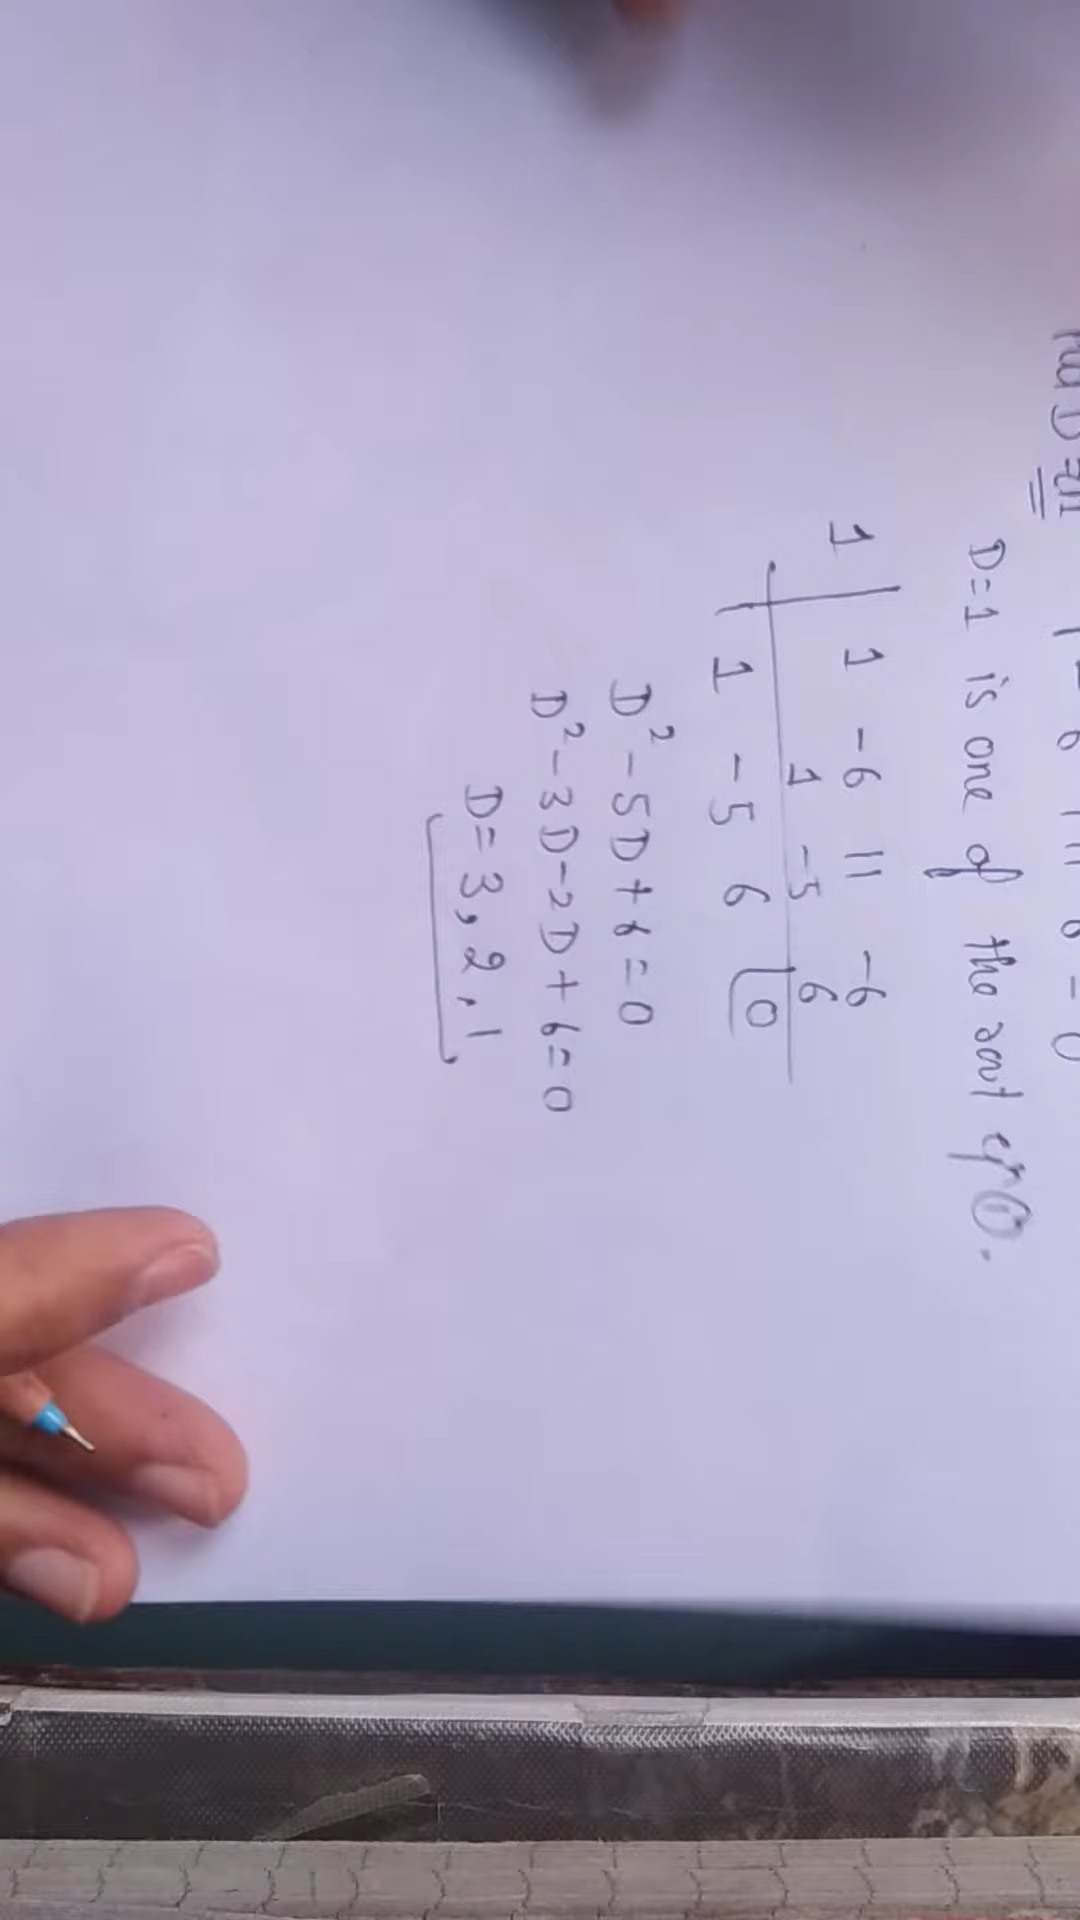 D=1 is one of the root of ①.
1 | 1 -6 11 -6
1 -5 6
1 -5 6 |0
D² - 5D + 6 = 0
D² - 3D - 2D + 6 = 0
D = 3, 2, 1